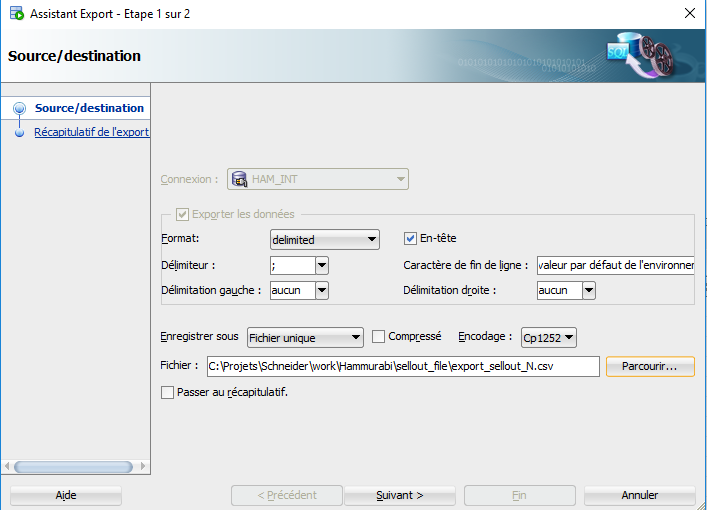 Assistant Export - Etape 1 sur 2
Source/destination
SQL
Source/destination
Récapitulatif de l'export
Connexion : HAM_INT
Exporter les données
Format: delimited En-tête
Délimiteur : ; Caractère de fin de ligne : valeur par défaut de l'environner
Délimitation gauche : aucun Délimitation droite : aucun
Enregistrer sous Fichier unique Compressé Encodage : Cp1252
Fichier : C:\Projets\Schneider\work\Hammurabi\sellout_file\export_sellout_N.csv Parcourir...
Passer au récapitulatif.
Aide < Précédent Suivant > Fin Annuler